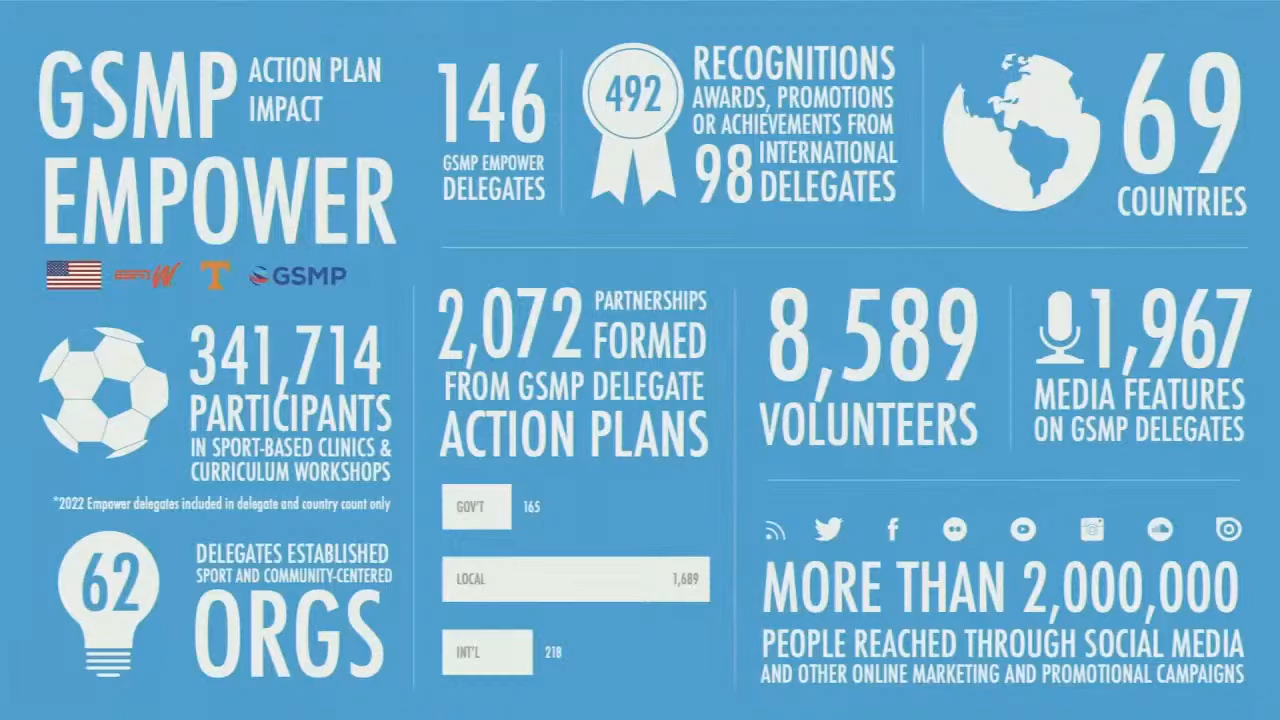 GSMP ACTION PLAN
IMPACT
EMPOWER
ESPN W T GSMP
341,714
PARTICIPANTS
IN SPORT-BASED CLINICS &
CURRICULUM WORKSHOPS
*2022 Empower delegates included in delegate and country count only
62
DELEGATES ESTABLISHED
SPORT AND COMMUNITY-CENTERED
ORGS
146
GSMP EMPOWER
DELEGATES
492
RECOGNITIONS
AWARDS, PROMOTIONS
OR ACHIEVEMENTS FROM
98 INTERNATIONAL
DELEGATES
69
COUNTRIES
2,072 PARTNERSHIPS
FORMED
FROM GSMP DELEGATE
ACTION PLANS
GOV'T 165
LOCAL 1,689
INT'L 218
8,589
VOLUNTEERS
1,967
MEDIA FEATURES
ON GSMP DELEGATES
MORE THAN 2,000,000
PEOPLE REACHED THROUGH SOCIAL MEDIA
AND OTHER ONLINE MARKETING AND PROMOTIONAL CAMPAIGNS